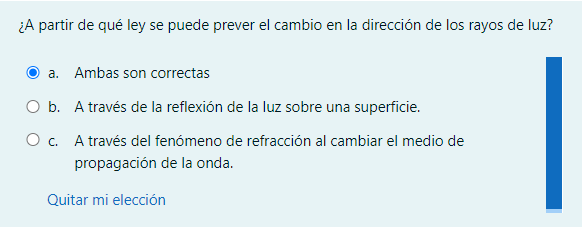 ¿A partir de qué ley se puede prever el cambio en la dirección de los rayos de luz?
a. Ambas son correctas
b. A través de la reflexión de la luz sobre una superficie.
c. A través del fenómeno de refracción al cambiar el medio de
propagación de la onda.
Quitar mi elección